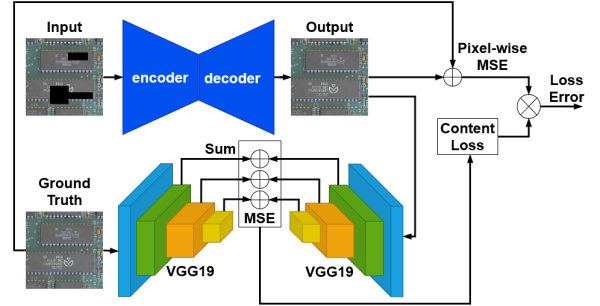 Input
Output
Pixel-wise
MSE
Loss
Error
encoder
decoder
Content
Loss
Sum
Ground
Truth
MSE
VGG19
VGG19